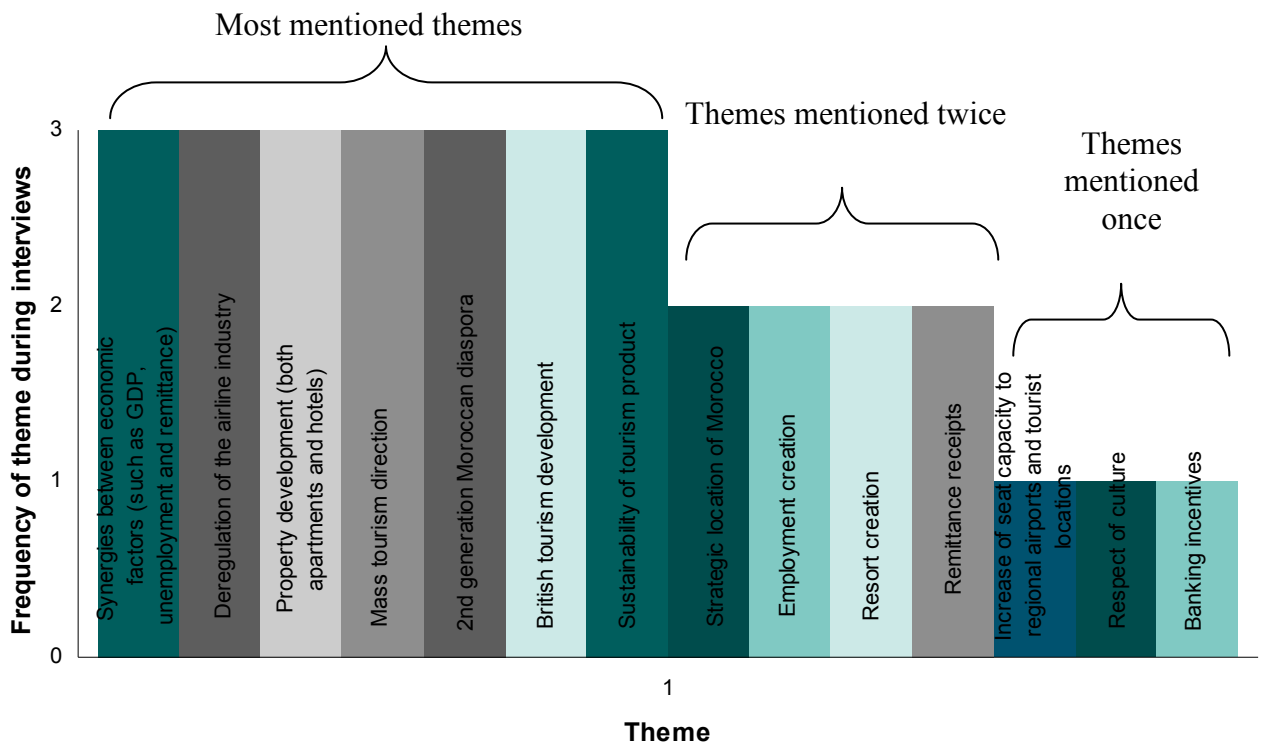 Most mentioned themes
Themes mentioned twice
Themes
mentioned
once
Frequency of theme during interviews
3
2
1
0
Synergies between economic
factors (such as GDP,
unemployment and remittance)
Deregulation of the airline industry
Property development (both
apartments and hotels)
Mass tourism direction
2nd generation Moroccan diaspora
British tourism development
Sustainability of tourism product
Strategic location of Morocco
Employment creation
Resort creation
Remittance receipts
Increase of seat capacity to
regional airports and tourist
locations
Respect of culture
Banking incentives
1
Theme